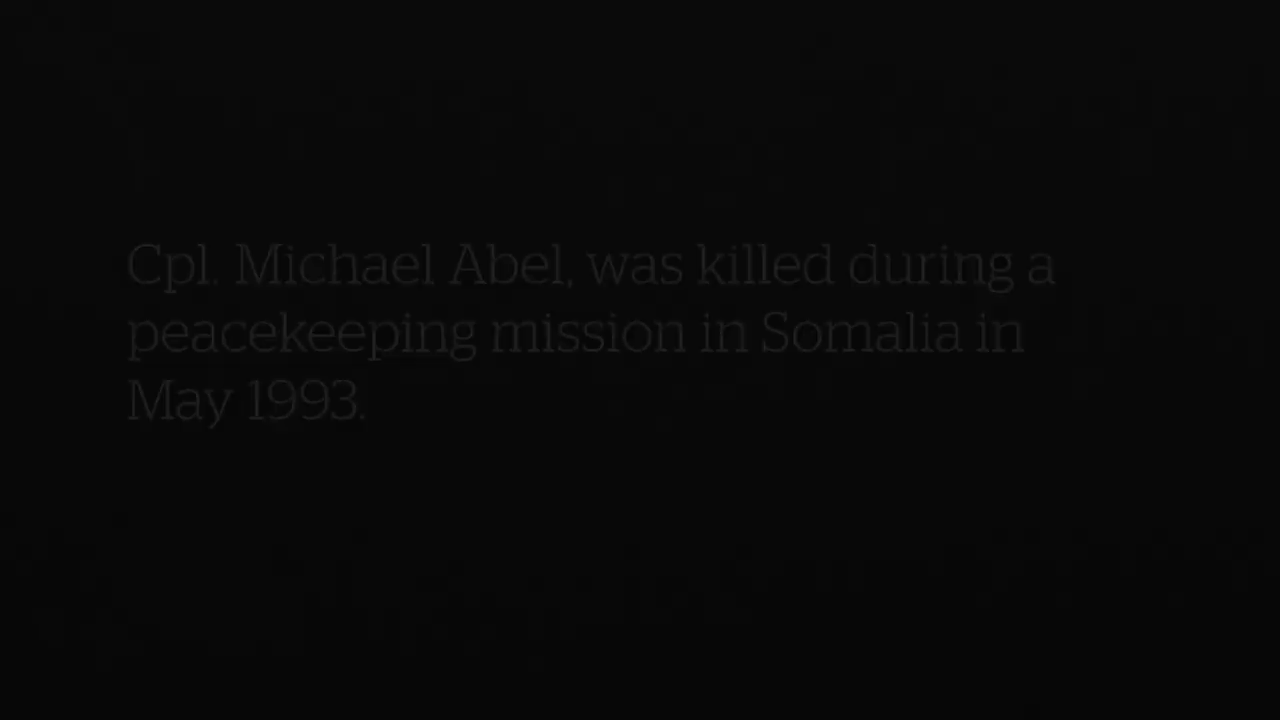 Cpl. Michael Abel, was killed during a
peacekeeping mission in Somalia in
May 1993.